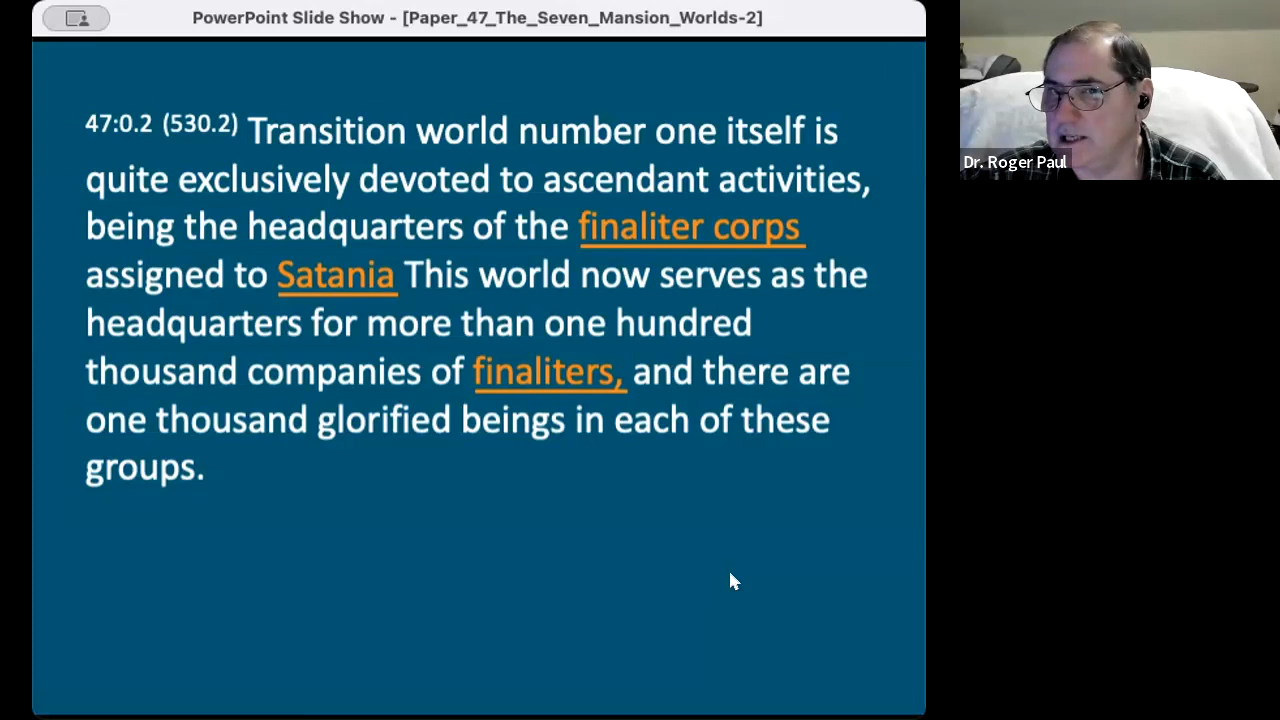 PowerPoint Slide Show - [Paper_47_The_Seven_Mansion_Worlds-2]
47:0.2 (530.2) Transition world number one itself is
quite exclusively devoted to ascendant activities,
being the headquarters of the finaliter corps
assigned to Satania This world now serves as the
headquarters for more than one hundred
thousand companies of finaliters, and there are
one thousand glorified beings in each of these
groups.
Dr. Roger Paul